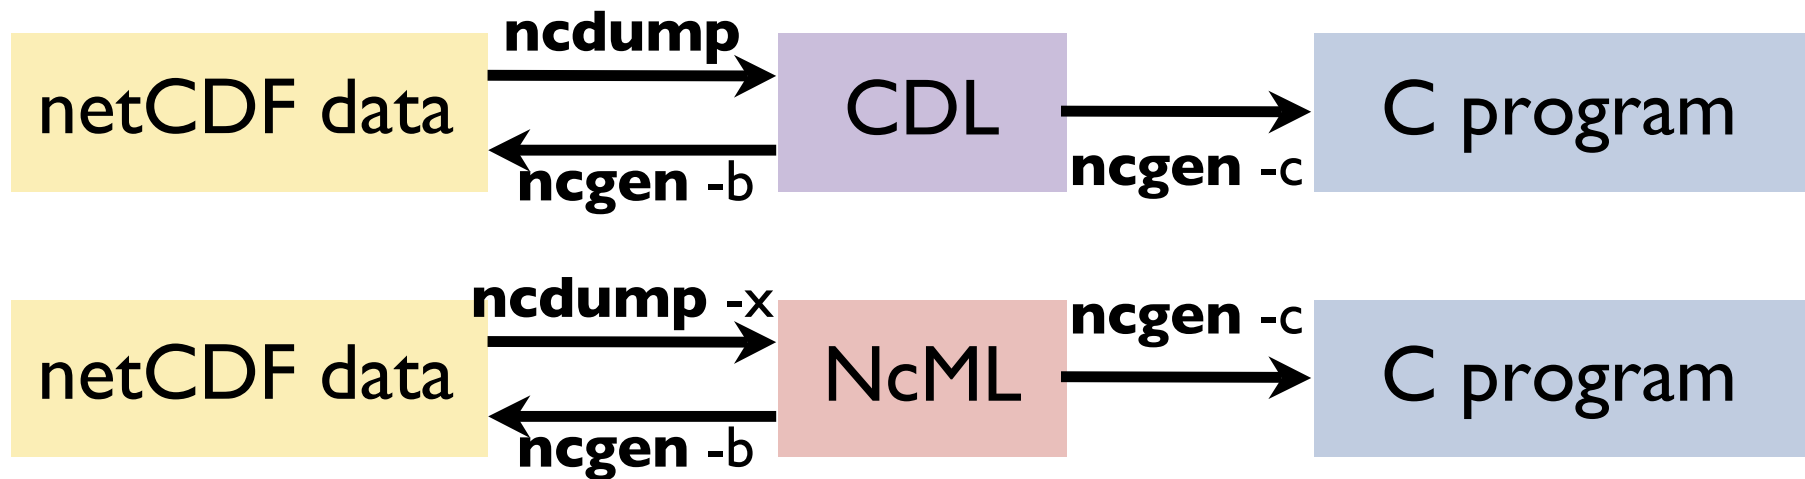 ncdump
netCDF data
CDL
C program
ncgen -b
ncgen -c
ncdump -x
ncgen -c
netCDF data
NcML
C program
ncgen -b